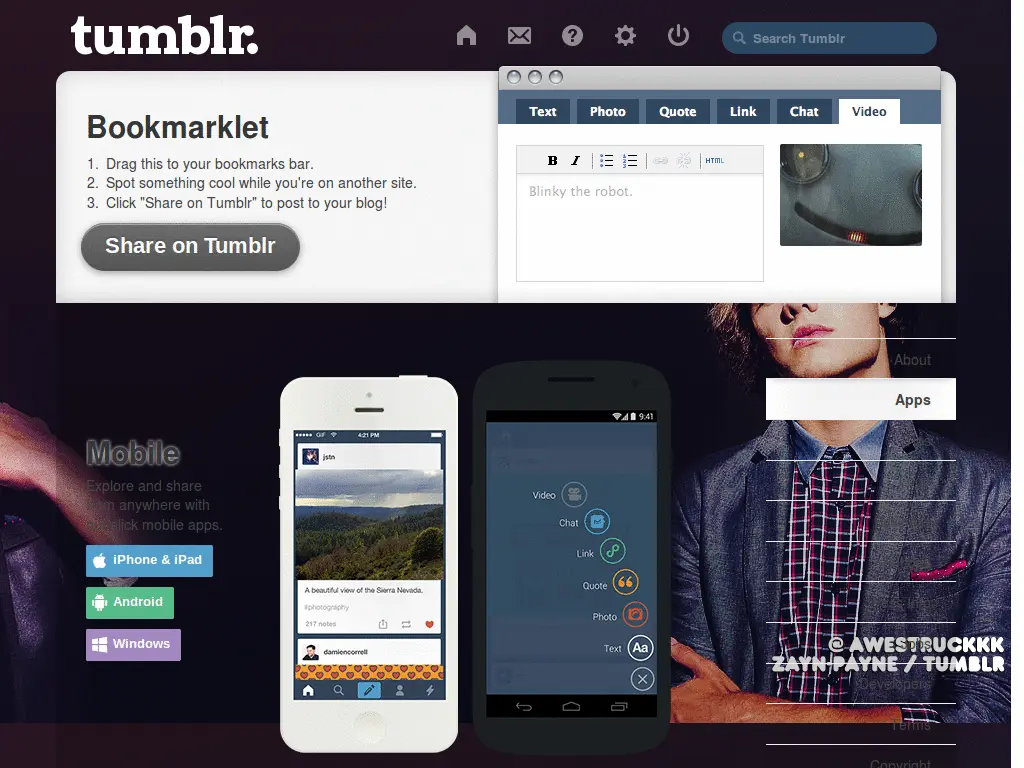 tumblr.
Search Tumblr
Bookmarklet
1. Drag this to your bookmarks bar.
2. Spot something cool while you're on another site.
3. Click "Share on Tumblr" to post to your blog!
Share on Tumblr
Text Photo Quote Link Chat Video
B I HTML
Blinky the robot.
About
Apps
Mobile
Explore and share
from anywhere with
click mobile apps.
iPhone & iPad
Android
Windows
GIF 4:21 PM
jstn
A beautiful view of the Sierra Nevada.
#photography
217 notes
damiencorrell
9:41
Video
Chat
Link
Quote
Photo
Text Aa
@ AWESTRUCKKK
ZAYN-PAYNE / TUMBLR
Developers
Terms
Copyright